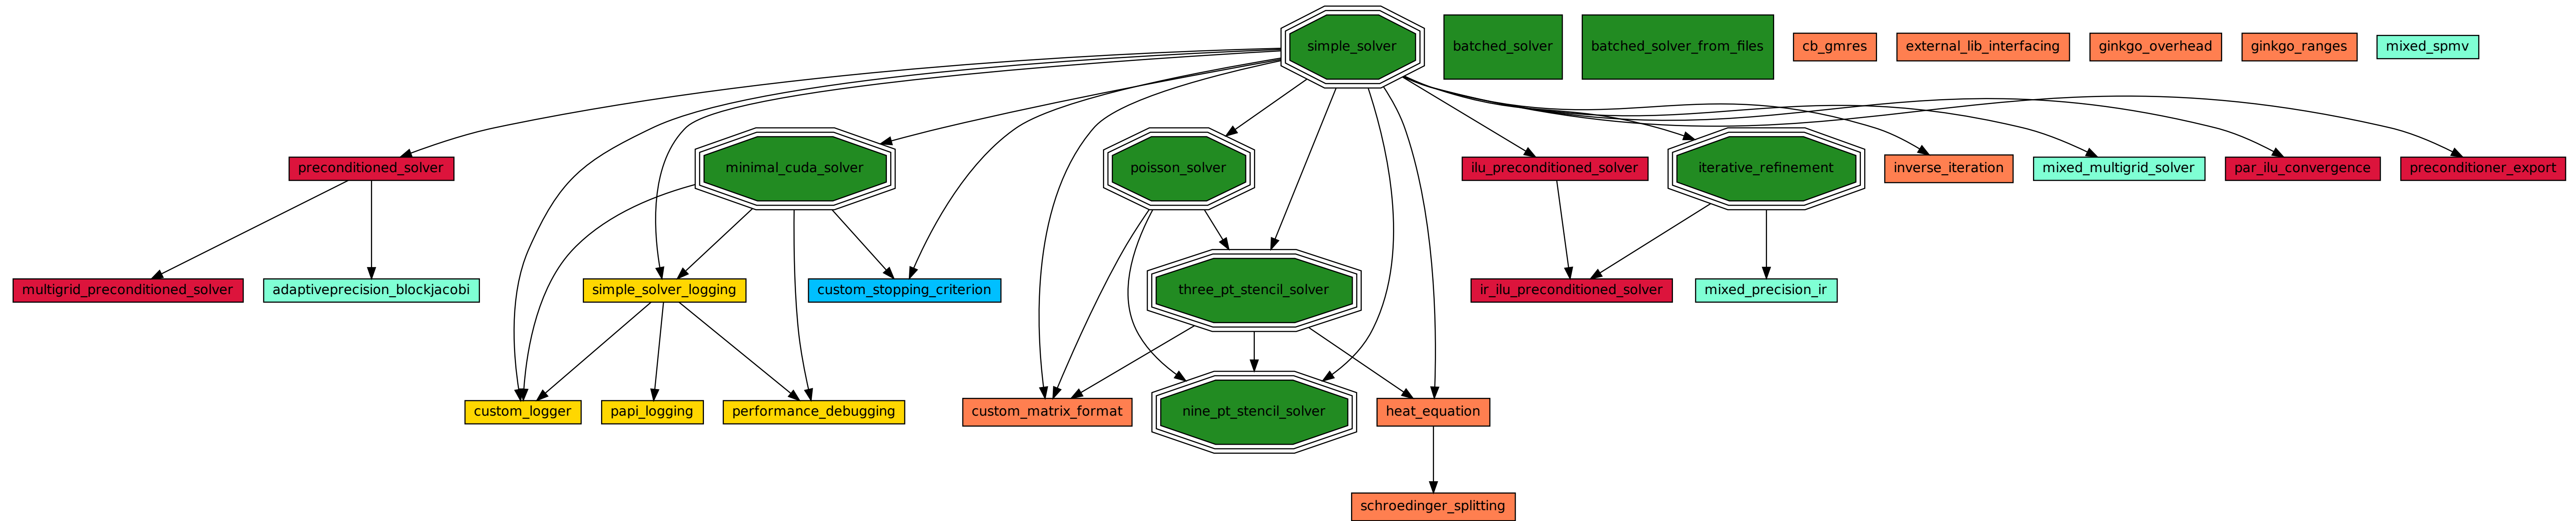 simple_solver
batched_solver
batched_solver_from_files
cb_gmres
external_lib_interfacing
ginkgo_overhead
ginkgo_ranges
mixed_spmv
preconditioned_solver
minimal_cuda_solver
poisson_solver
ilu_preconditioned_solver
iterative_refinement
inverse_iteration
mixed_multigrid_solver
par_ilu_convergence
preconditioner_export
multigrid_preconditioned_solver
adaptiveprecision_blockjacobi
simple_solver_logging
custom_stopping_criterion
three_pt_stencil_solver
ir_ilu_preconditioned_solver
mixed_precision_ir
custom_logger
papi_logging
performance_debugging
custom_matrix_format
nine_pt_stencil_solver
heat_equation
schroedinger_splitting